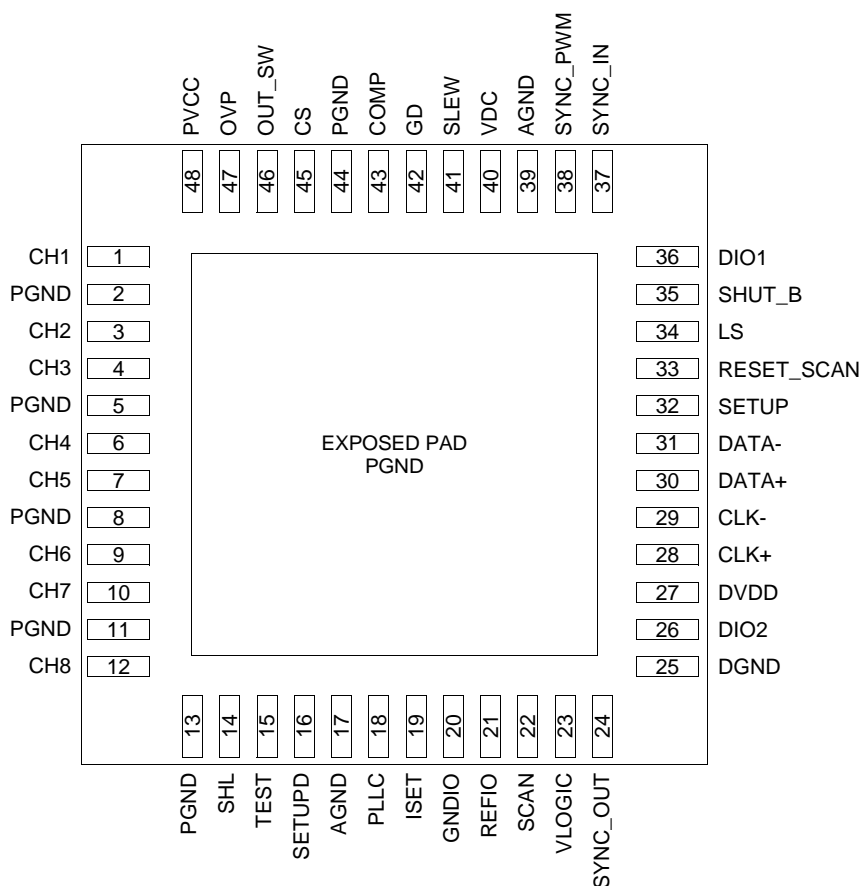 PVCC OVP OUT_SW CS PGND COMP GD SLEW VDC AGND SYNC_PWM SYNC_IN
48 47 46 45 44 43 42 41 40 39 38 37
CH1 1
PGND 2
CH2 3
CH3 4
PGND 5
CH4 6
CH5 7
PGND 8
CH6 9
CH7 10
PGND 11
CH8 12
EXPOSED PAD
PGND
36 DIO1
35 SHUT_B
34 LS
33 RESET_SCAN
32 SETUP
31 DATA-
30 DATA+
29 CLK-
28 CLK+
27 DVDD
26 DIO2
25 DGND
13 14 15 16 17 18 19 20 21 22 23 24
PGND SHL TEST SETUPD AGND PLLC ISET GNDIO REFIO SCAN VLOGIC SYNC_OUT